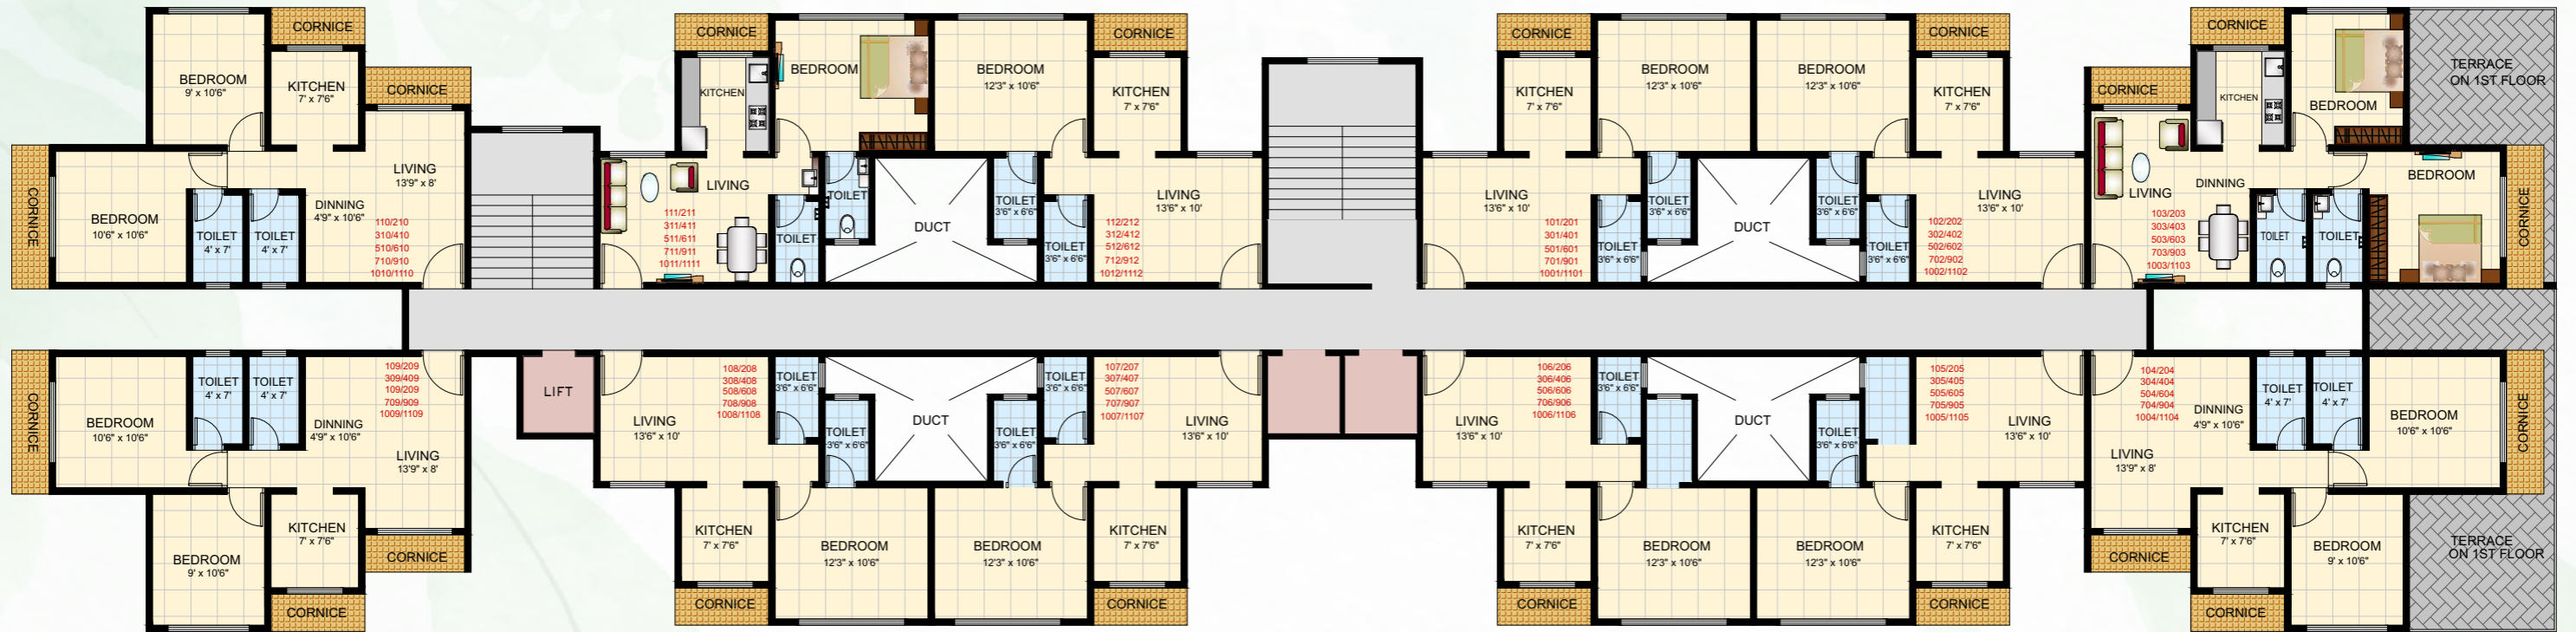 BEDROOM
9' x 10'6"
CORNICE
KITCHEN
7' x 7'6"
CORNICE
LIVING
13'9" x 8'
DINNING
4'9" x 10'6"
110/210
310/410
510/610
710/910
1010/1110
CORNICE
BEDROOM
10'6" x 10'6"
TOILET
4' x 7'
TOILET
4' x 7'
CORNICE
KITCHEN
BEDROOM
LIVING
111/211
311/411
511/611
711/911
1011/1111
TOILET
TOILET
DUCT
BEDROOM
12'3" x 10'6"
CORNICE
KITCHEN
7' x 7'6"
TOILET
3'6" x 6'6"
TOILET
3'6" x 6'6"
LIVING
13'6" x 10'
112/212
312/412
512/612
712/912
1012/1112
CORNICE
KITCHEN
7' x 7'6"
BEDROOM
12'3" x 10'6"
LIVING
13'6" x 10'
101/201
301/401
501/601
701/901
1001/1101
TOILET
3'6" x 6'6"
TOILET
3'6" x 6'6"
DUCT
BEDROOM
12'3" x 10'6"
CORNICE
KITCHEN
7' x 7'6"
TOILET
3'6" x 6'6"
TOILET
3'6" x 6'6"
LIVING
13'6" x 10'
102/202
302/402
502/602
702/902
1002/1102
CORNICE
CORNICE
KITCHEN
BEDROOM
TERRACE
ON 1ST FLOOR
LIVING
DINNING
103/203
303/403
503/603
703/903
1003/1103
TOILET
TOILET
BEDROOM
CORNICE
CORNICE
BEDROOM
10'6" x 10'6"
TOILET
4' x 7'
TOILET
4' x 7'
109/209
309/409
109/209
709/909
1009/1109
DINNING
4'9" x 10'6"
LIVING
13'9" x 8'
BEDROOM
9' x 10'6"
KITCHEN
7' x 7'6"
CORNICE
CORNICE
LIFT
108/208
308/408
508/608
708/908
1008/1108
LIVING
13'6" x 10'
TOILET
3'6" x 6'6"
TOILET
3'6" x 6'6"
KITCHEN
7' x 7'6"
CORNICE
BEDROOM
12'3" x 10'6"
DUCT
TOILET
3'6" x 6'6"
TOILET
3'6" x 6'6"
107/207
307/407
507/607
707/907
1007/1107
LIVING
13'6" x 10'
BEDROOM
12'3" x 10'6"
KITCHEN
7' x 7'6"
CORNICE
106/206
306/406
506/606
706/906
1006/1106
LIVING
13'6" x 10'
TOILET
3'6" x 6'6"
KITCHEN
7' x 7'6"
CORNICE
BEDROOM
12'3" x 10'6"
DUCT
TOILET
3'6" x 6'6"
105/205
305/405
505/605
705/905
1005/1105
LIVING
13'6" x 10'
BEDROOM
12'3" x 10'6"
KITCHEN
7' x 7'6"
CORNICE
104/204
304/404
504/604
704/904
1004/1104
DINNING
4'9" x 10'6"
LIVING
13'9" x 8'
TOILET
4' x 7'
TOILET
4' x 7'
BEDROOM
10'6" x 10'6"
CORNICE
CORNICE
KITCHEN
7' x 7'6"
CORNICE
BEDROOM
9' x 10'6"
TERRACE
ON 1ST FLOOR